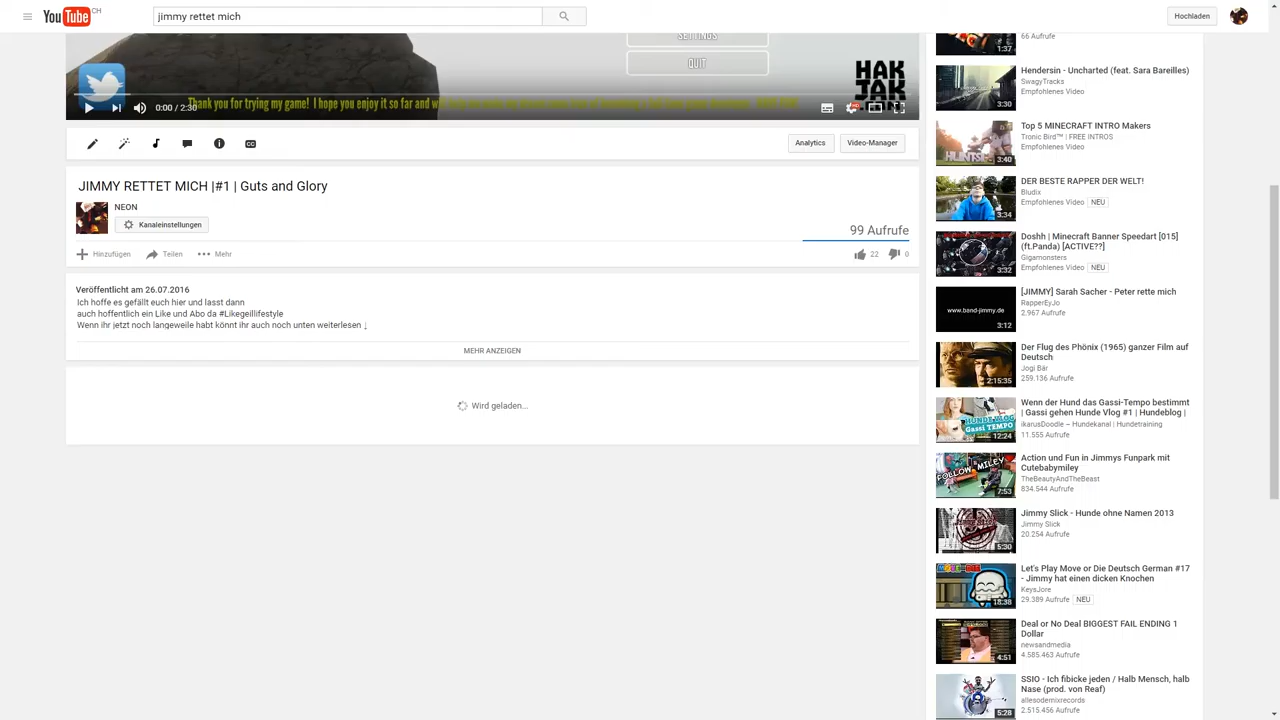 YouTube CH
jimmy rettet mich
Hochladen
SETTINGS
QUIT
HAK
JAK
0:00 / 2:30
Thank you for trying my game! I hope you enjoy it so far and
HD
Analytics
Video-Manager
JIMMY RETTET MICH |#1 | Guts and Glory
NEON
Kanaleinstellungen
99 Aufrufe
Hinzufügen
Teilen
Mehr
22
0
Veröffentlicht am 26.07.2016
Ich hoffe es gefällt euch hier und lässt dann
auch hoffentlich ein Like und Abo da #Likegeillifestyle
Wenn ihr jetzt noch langeweile habt könnt ihr auch noch unten weiterlesen ↓
MEHR ANZEIGEN
Wird geladen...
66 Aufrufe
1:37
Hendersin - Uncharted (feat. Sara Bareilles)
SwagyTracks
Empfohlenes Video
3:30
Top 5 MINECRAFT INTRO Makers
Tronic Bird™ | FREE INTROS
Empfohlenes Video
3:40
DER BESTE RAPPER DER WELT!
Bludix
Empfohlenes Video NEU
3:34
Doshh | Minecraft Banner Speedart [015]
(ft.Panda) [ACTIVE??]
Gigamonsters
Empfohlenes Video NEU
3:32
[JIMMY] Sarah Sacher - Peter rette mich
RapperEyJo
2.967 Aufrufe
www.band-jimmy.de
3:12
Der Flug des Phönix (1965) ganzer Film auf
Deutsch
Jogi Bär
259.136 Aufrufe
2:15:35
Wenn der Hund das Gassi-Tempo bestimmt
| Gassi gehen Hunde Vlog #1 | Hundeblog |
ikarusDoodle – Hundekanal | Hundetraining
11.555 Aufrufe
HUNDE VLOG
Gassi TEMPO
12:24
Action und Fun in Jimmys Funpark mit
Cutebabymiley
TheBeautyAndTheBeast
834.544 Aufrufe
FOLLOW MILEY
7:53
Jimmy Slick - Hunde ohne Namen 2013
Jimmy Slick
20.254 Aufrufe
5:30
Let's Play Move or Die Deutsch German #17
- Jimmy hat einen dicken Knochen
KeysJore
29.389 Aufrufe NEU
18:38
Deal or No Deal BIGGEST FAIL ENDING 1
Dollar
newsandmedia
4.585.463 Aufrufe
4:51
SSIO - Ich fibicke jeden / Halb Mensch, halb
Nase (prod. von Reaf)
allesodernixrecords
2.515.456 Aufrufe
5:28